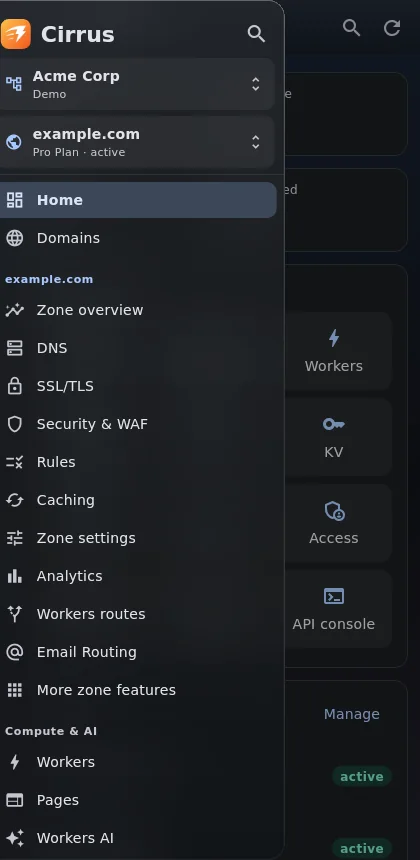 Cirrus
Acme Corp
Demo
example.com
Pro Plan · active
Home
Domains
example.com
Zone overview
DNS
SSL/TLS
Security & WAF
Rules
Caching
Zone settings
Analytics
Workers routes
Email Routing
More zone features
Compute & AI
Workers
Pages
Workers AI
e
ed
Workers
KV
Access
API console
Manage
active
active